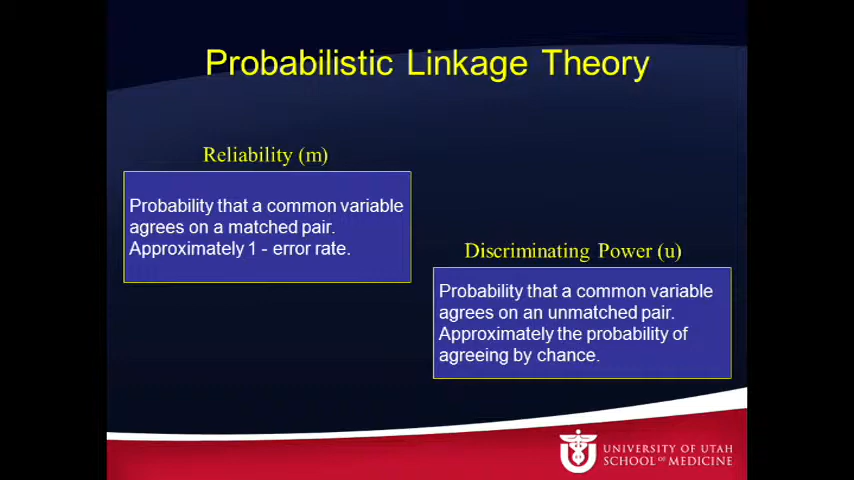 Probabilistic Linkage Theory
Reliability (m)
Probability that a common variable
agrees on a matched pair.
Approximately 1 - error rate.
Discriminating Power (u)
Probability that a common variable
agrees on an unmatched pair.
Approximately the probability of
agreeing by chance.
UNIVERSITY OF UTAH
SCHOOL OF MEDICINE